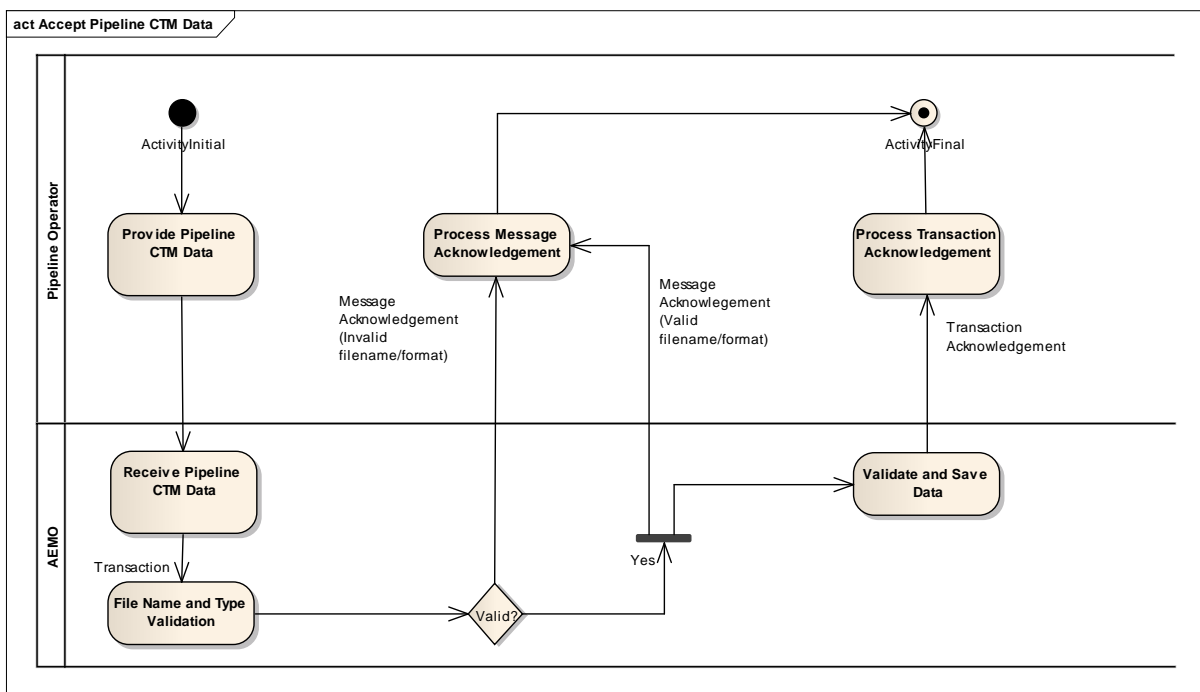 act Accept Pipeline CTM Data
Pipeline Operator
ActivityInitial
ActivityFinal
Provide Pipeline
CTM Data
Process Message
Acknowledgement
Process Transaction
Acknowledgement
Message
Acknowledgement
(Invalid
filename/format)
Message
Acknowlegement
(Valid
filename/format)
Transaction
Acknowledgement
AEMO
Receive Pipeline
CTM Data
Validate and Save
Data
Transaction
Yes
File Name and Type
Validation
Valid?